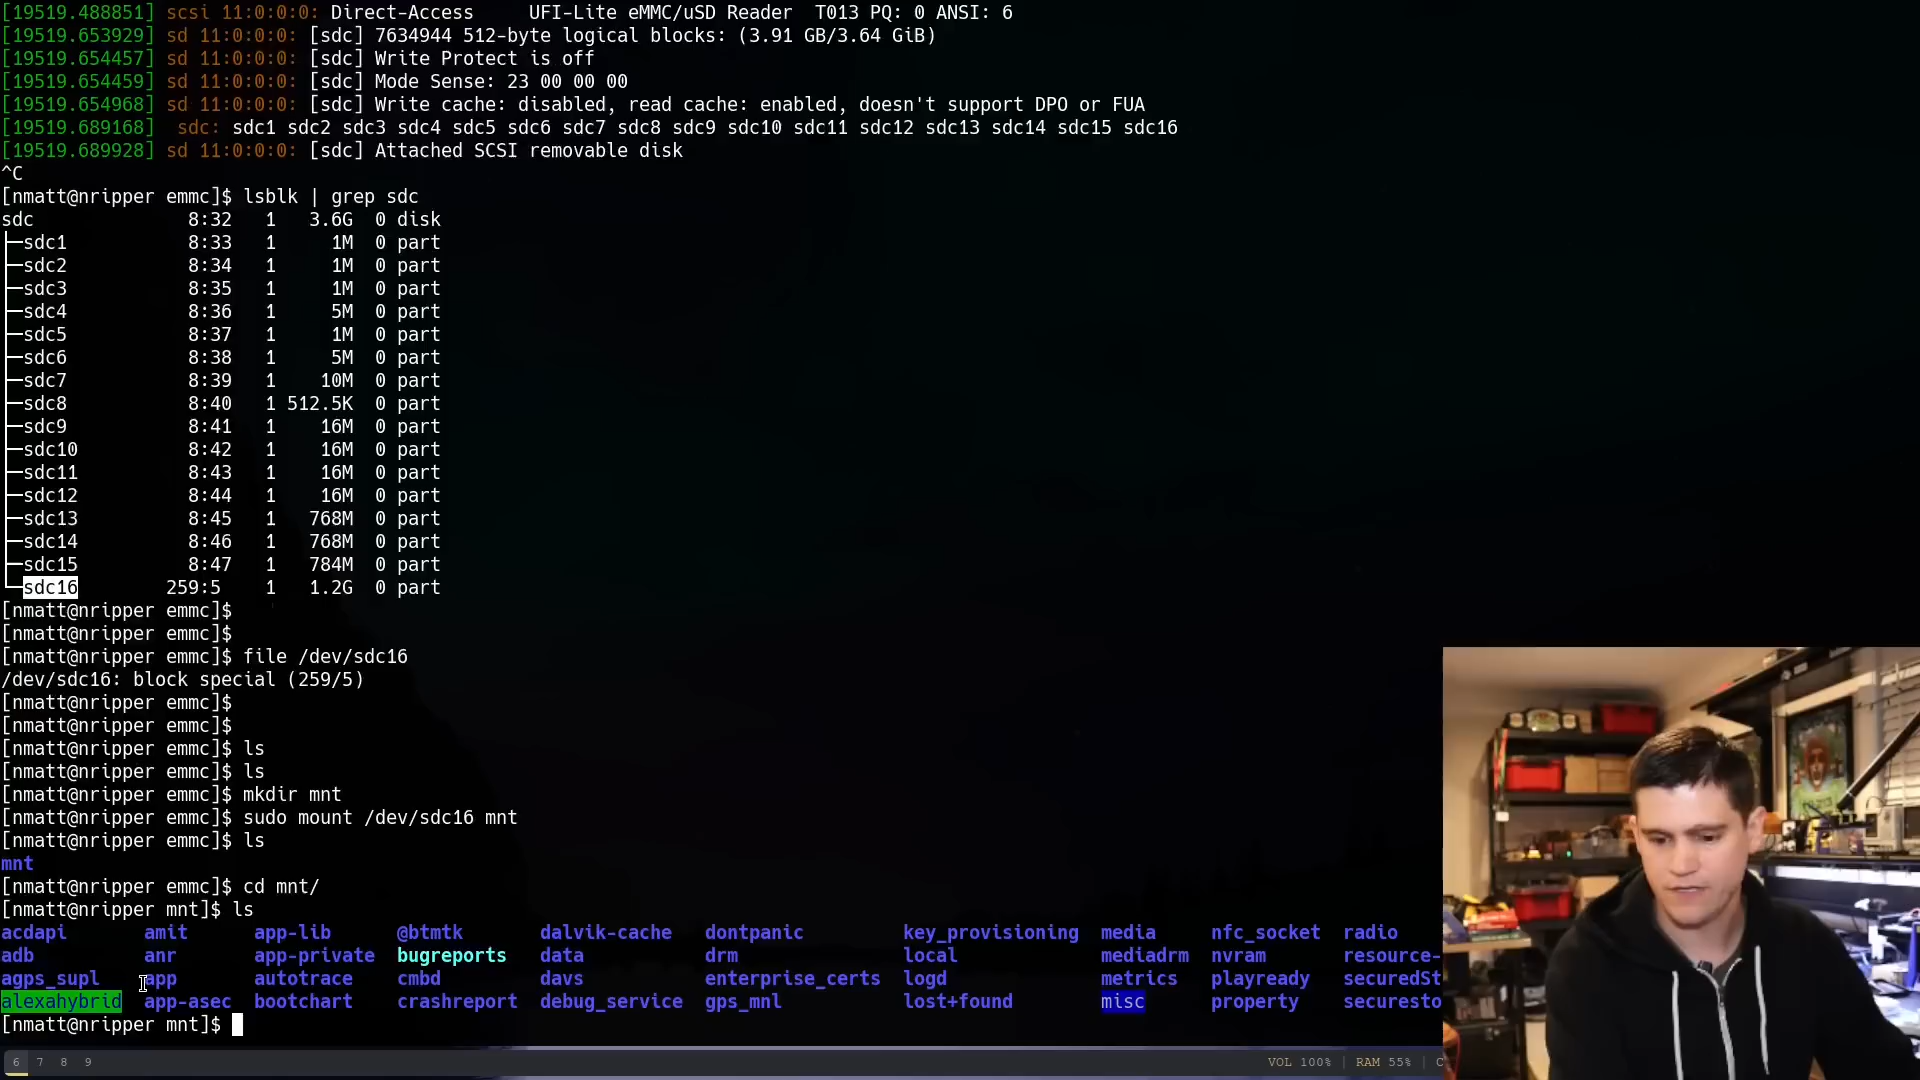 [19519.488851] scsi 11:0:0:0: Direct-Access     UFI-Lite eMMC/uSD Reader  T013 PQ: 0 ANSI: 6
[19519.653929] sd 11:0:0:0: [sdc] 7634944 512-byte logical blocks: (3.91 GB/3.64 GiB)
[19519.654457] sd 11:0:0:0: [sdc] Write Protect is off
[19519.654459] sd 11:0:0:0: [sdc] Mode Sense: 23 00 00 00
[19519.654968] sd 11:0:0:0: [sdc] Write cache: disabled, read cache: enabled, doesn't support DPO or FUA
[19519.689168]  sdc: sdc1 sdc2 sdc3 sdc4 sdc5 sdc6 sdc7 sdc8 sdc9 sdc10 sdc11 sdc12 sdc13 sdc14 sdc15 sdc16
[19519.689928] sd 11:0:0:0: [sdc] Attached SCSI removable disk
^C
[nmatt@nripper emmc]$ lsblk | grep sdc
sdc              8:32   1   3.6G  0 disk
├─sdc1           8:33   1     1M  0 part
├─sdc2           8:34   1     1M  0 part
├─sdc3           8:35   1     1M  0 part
├─sdc4           8:36   1     5M  0 part
├─sdc5           8:37   1     1M  0 part
├─sdc6           8:38   1     5M  0 part
├─sdc7           8:39   1    10M  0 part
├─sdc8           8:40   1 512.5K  0 part
├─sdc9           8:41   1    16M  0 part
├─sdc10          8:42   1    16M  0 part
├─sdc11          8:43   1    16M  0 part
├─sdc12          8:44   1    16M  0 part
├─sdc13          8:45   1   768M  0 part
├─sdc14          8:46   1   768M  0 part
├─sdc15          8:47   1   784M  0 part
└─sdc16        259:5    1   1.2G  0 part
[nmatt@nripper emmc]$
[nmatt@nripper emmc]$
[nmatt@nripper emmc]$ file /dev/sdc16
/dev/sdc16: block special (259/5)
[nmatt@nripper emmc]$
[nmatt@nripper emmc]$
[nmatt@nripper emmc]$ ls
[nmatt@nripper emmc]$ ls
[nmatt@nripper emmc]$ mkdir mnt
[nmatt@nripper emmc]$ sudo mount /dev/sdc16 mnt
[nmatt@nripper emmc]$ ls
mnt
[nmatt@nripper emmc]$ cd mnt/
[nmatt@nripper mnt]$ ls
acdapi       amit      app-lib      @btmtk       dalvik-cache   dontpanic         key_provisioning  media     nfc_socket  radio
adb          anr       app-private  bugreports   data           drm               local             mediadrm  nvram       resource-
agps_supl    app       autotrace    cmbd         davs           enterprise_certs  logd              metrics   playready   securedSt
alexahybrid  app-asec  bootchart    crashreport  debug_service  gps_mnl           lost+found        misc      property    securesto
[nmatt@nripper mnt]$
6 7 8 9 VOL 100% | RAM 55% | C